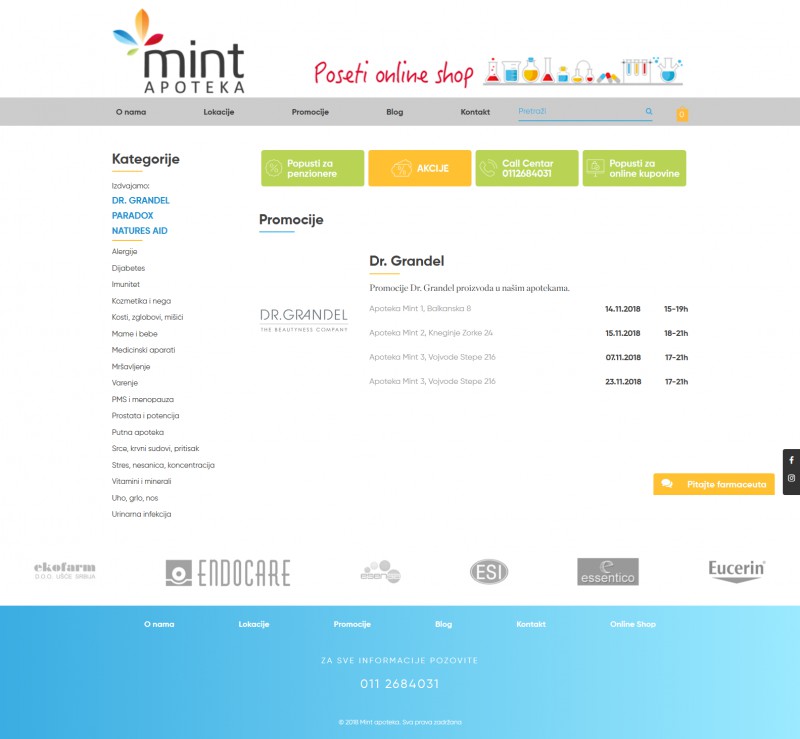 mint
APOTEKA
Poseti online shop
O nama
Lokacije
Promocije
Blog
Kontakt
Pretraži
0
Kategorije
Izdvajamo:
DR. GRANDEL
PARADOX
NATURES AID
Alergije
Dijabetes
Imunitet
Kozmetika i nega
Kosti, zglobovi, mišići
Mame i bebe
Medicinski aparati
Mršavljenje
Varenje
PMS i menopauza
Prostata i potencija
Putna apoteka
Srce, krvni sudovi, pritisak
Stres, nesanica, koncentracija
Vitamini i minerali
Uho, grlo, nos
Urinarna infekcija
Popusti za
penzionere
AKCIJE
Call Centar
0112684031
Popusti za
online kupovine
Promocije
DR.GRANDEL
THE BEAUTYNESS COMPANY
Dr. Grandel
Promocije Dr. Grandel proizvoda u našim apotekama.
Apoteka Mint 1, Balkanska 8 14.11.2018 15-19h
Apoteka Mint 2, Kneginje Zorke 24 15.11.2018 18-21h
Apoteka Mint 3, Vojvode Stepe 216 07.11.2018 17-21h
Apoteka Mint 3, Vojvode Stepe 216 23.11.2018 17-21h
Pitajte farmaceuta
ekofarm
D.O.O. UŠĆE SRBIJA
ENDOCARE
esensa
ESI
essentico
Eucerin
O nama
Lokacije
Promocije
Blog
Kontakt
Online Shop
ZA SVE INFORMACIJE POZOVITE
011 2684031
© 2018 Mint apoteka. Sva prava zadržana